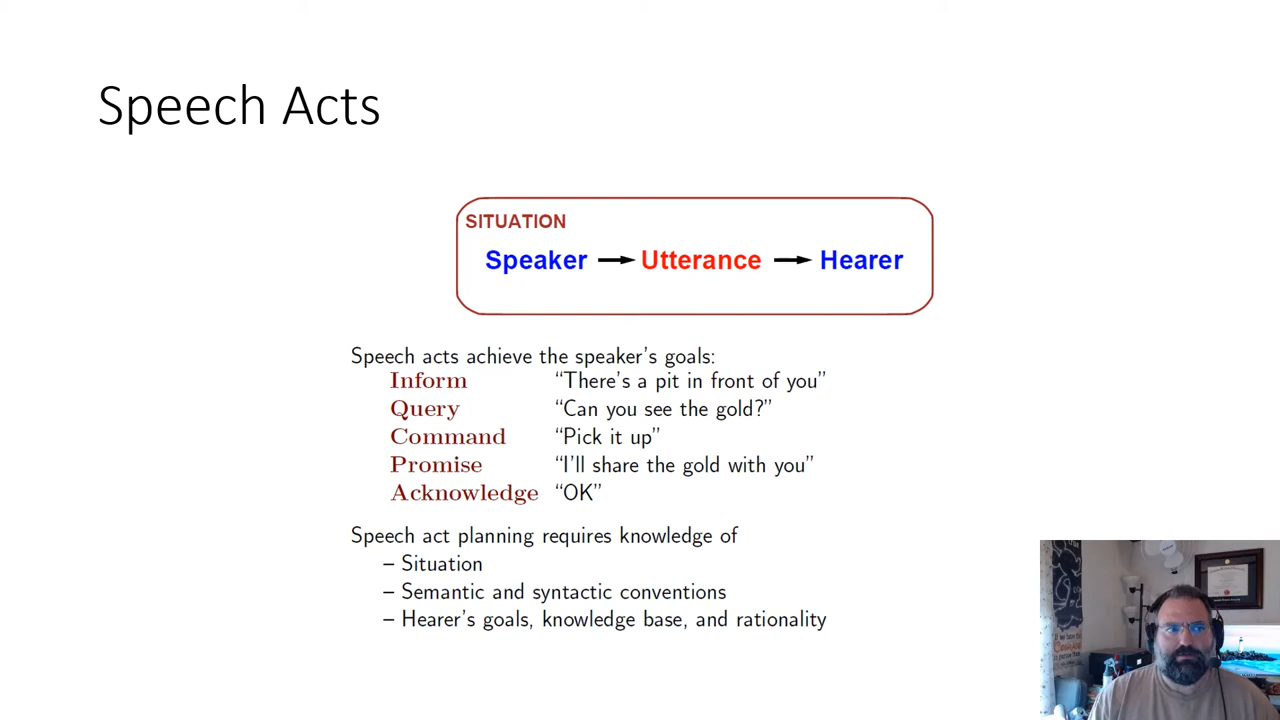 Speech Acts
SITUATION
Speaker Utterance Hearer
Speech acts achieve the speaker's goals:
Inform "There's a pit in front of you"
Query "Can you see the gold?"
Command "Pick it up"
Promise "I'll share the gold with you"
Acknowledge "OK"
Speech act planning requires knowledge of
– Situation
– Semantic and syntactic conventions
– Hearer's goals, knowledge base, and rationality